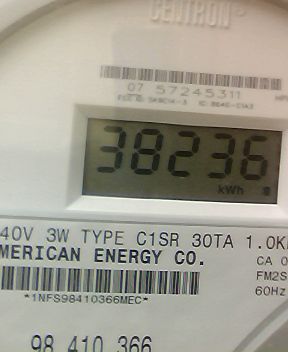 CENTRON®
07 57245311
38236
kWh
40V 3W TYPE C1SR 30TA 1.0K
MERICAN ENERGY CO.
CA 0
FM2S
60Hz
*1NFS98410366MEC*
98 410 366